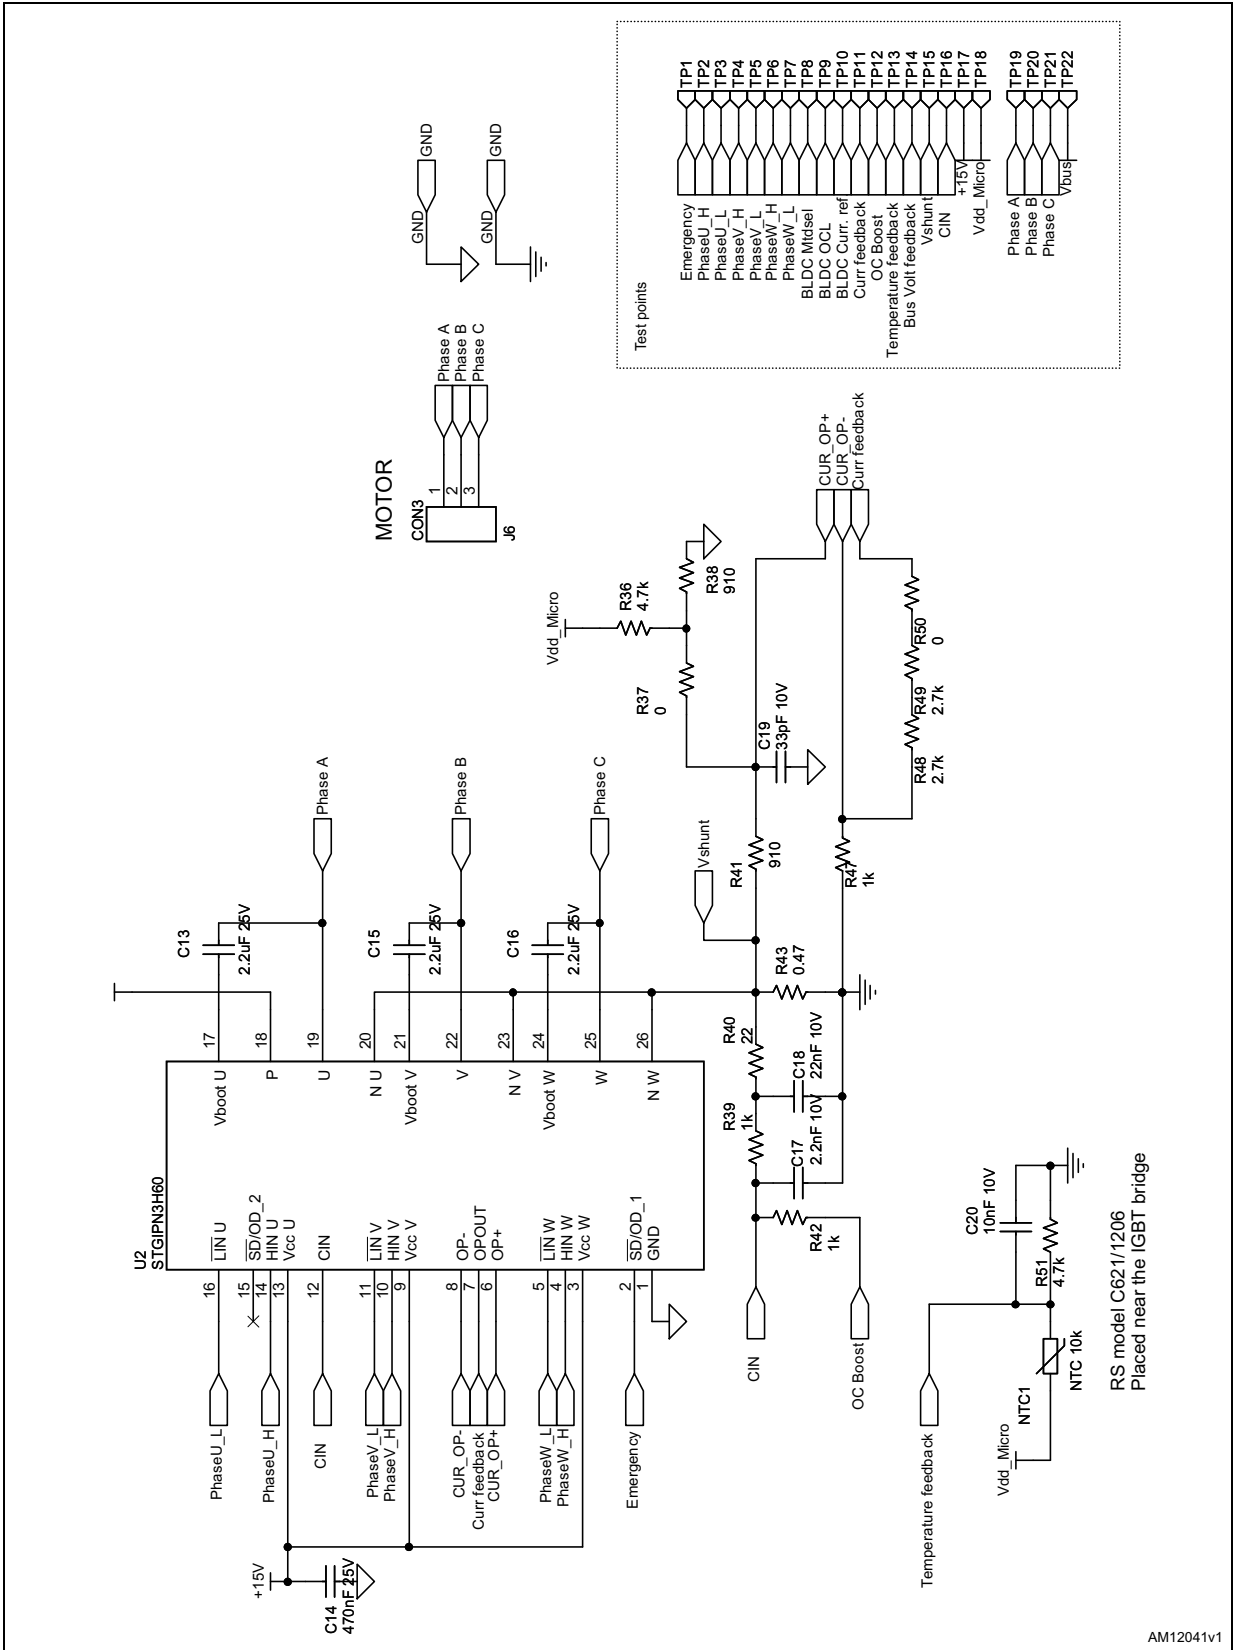 U2
STGIPN3H60
LIN U
SD/OD_2
HIN U
Vcc U
CIN
LIN V
HIN V
Vcc V
OP-
OPOUT
OP+
LIN W
HIN W
Vcc W
SD/OD_1
GND
16
15
14
13
12
11
10
9
8
7
6
5
4
3
2
1
Vboot U
P
U
N U
Vboot V
V
N V
Vboot W
W
N W
17
18
19
20
21
22
23
24
25
26
PhaseU_L
PhaseU_H
CIN
PhaseV_L
PhaseV_H
CUR_OP-
Curr feedback
CUR_OP+
PhaseW_L
PhaseW_H
Emergency
+15V
C14
470nF 25V
C13
2.2uF 25V
C15
2.2uF 25V
C16
2.2uF 25V
Phase A
Phase B
Phase C
MOTOR
CON3
J6
1
2
3
Phase A
Phase B
Phase C
GND
GND
GND
GND
CIN
OC Boost
R42
1k
R39
1k
C17
2.2nF 10V
R40
22
C18
22nF 10V
R43
0.47
Vshunt
R41
910
R47
1k
C19
33pF 10V
R37
0
Vdd_Micro
R36
4.7k
R38
910
R48
2.7k
R49
2.7k
R50
0
CUR_OP+
CUR_OP-
Curr feedback
Temperature feedback
Vdd_Micro
NTC1
NTC 10k
R51
4.7k
C20
10nF 10V
RS model C621/1206
Placed near the IGBT bridge
Test points
Emergency TP1
PhaseU_H TP2
PhaseU_L TP3
PhaseV_H TP4
PhaseV_L TP5
PhaseW_H TP6
PhaseW_L TP7
BLDC Mtdsel TP8
BLDC OCL TP9
BLDC Curr. ref TP10
Curr feedback TP11
OC Boost TP12
Temperature feedback TP13
Bus Volt feedback TP14
Vshunt TP15
CIN TP16
+15V TP17
Vdd_Micro TP18
Phase A TP19
Phase B TP20
Phase C TP21
Vbus TP22
AM12041v1